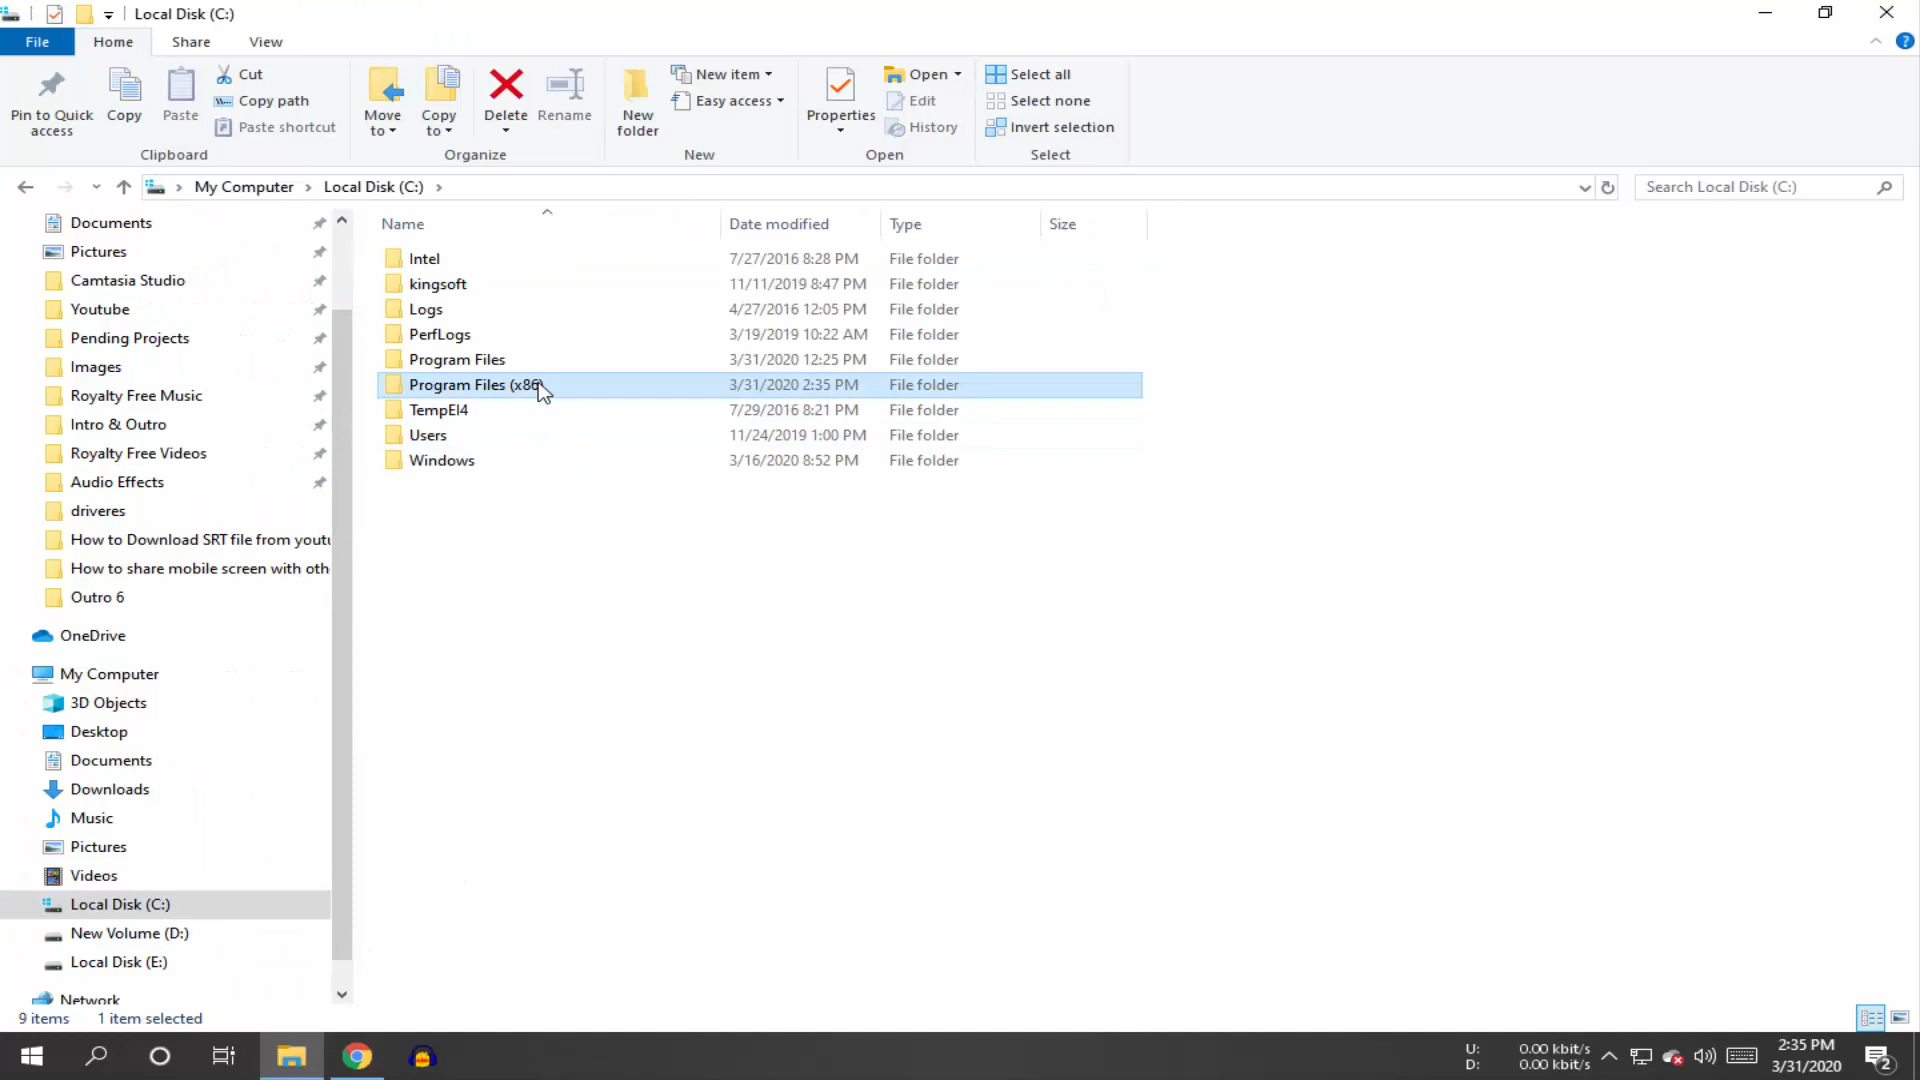 Local Disk (C:)
File Home Share View
Pin to Quick access
Copy
Paste
Cut
Copy path
Paste shortcut
Clipboard
Move to
Copy to
Delete
Rename
Organize
New folder
New item
Easy access
New
Properties
Open
Edit
History
Open
Select all
Select none
Invert selection
Select
My Computer Local Disk (C:)
Search Local Disk (C:)
Documents
Pictures
Camtasia Studio
Youtube
Pending Projects
Images
Royalty Free Music
Intro & Outro
Royalty Free Videos
Audio Effects
driveres
How to Download SRT file from youtu
How to share mobile screen with oth
Outro 6
OneDrive
My Computer
3D Objects
Desktop
Documents
Downloads
Music
Pictures
Videos
Local Disk (C:)
New Volume (D:)
Local Disk (E:)
Network
Name Date modified Type Size
Intel 7/27/2016 8:28 PM File folder
kingsoft 11/11/2019 8:47 PM File folder
Logs 4/27/2016 12:05 PM File folder
PerfLogs 3/19/2019 10:22 AM File folder
Program Files 3/31/2020 12:25 PM File folder
Program Files (x86) 3/31/2020 2:35 PM File folder
TempEI4 7/29/2016 8:21 PM File folder
Users 11/24/2019 1:00 PM File folder
Windows 3/16/2020 8:52 PM File folder
9 items 1 item selected
U: 0.00 kbit/s
D: 0.00 kbit/s
2:35 PM
3/31/2020
2